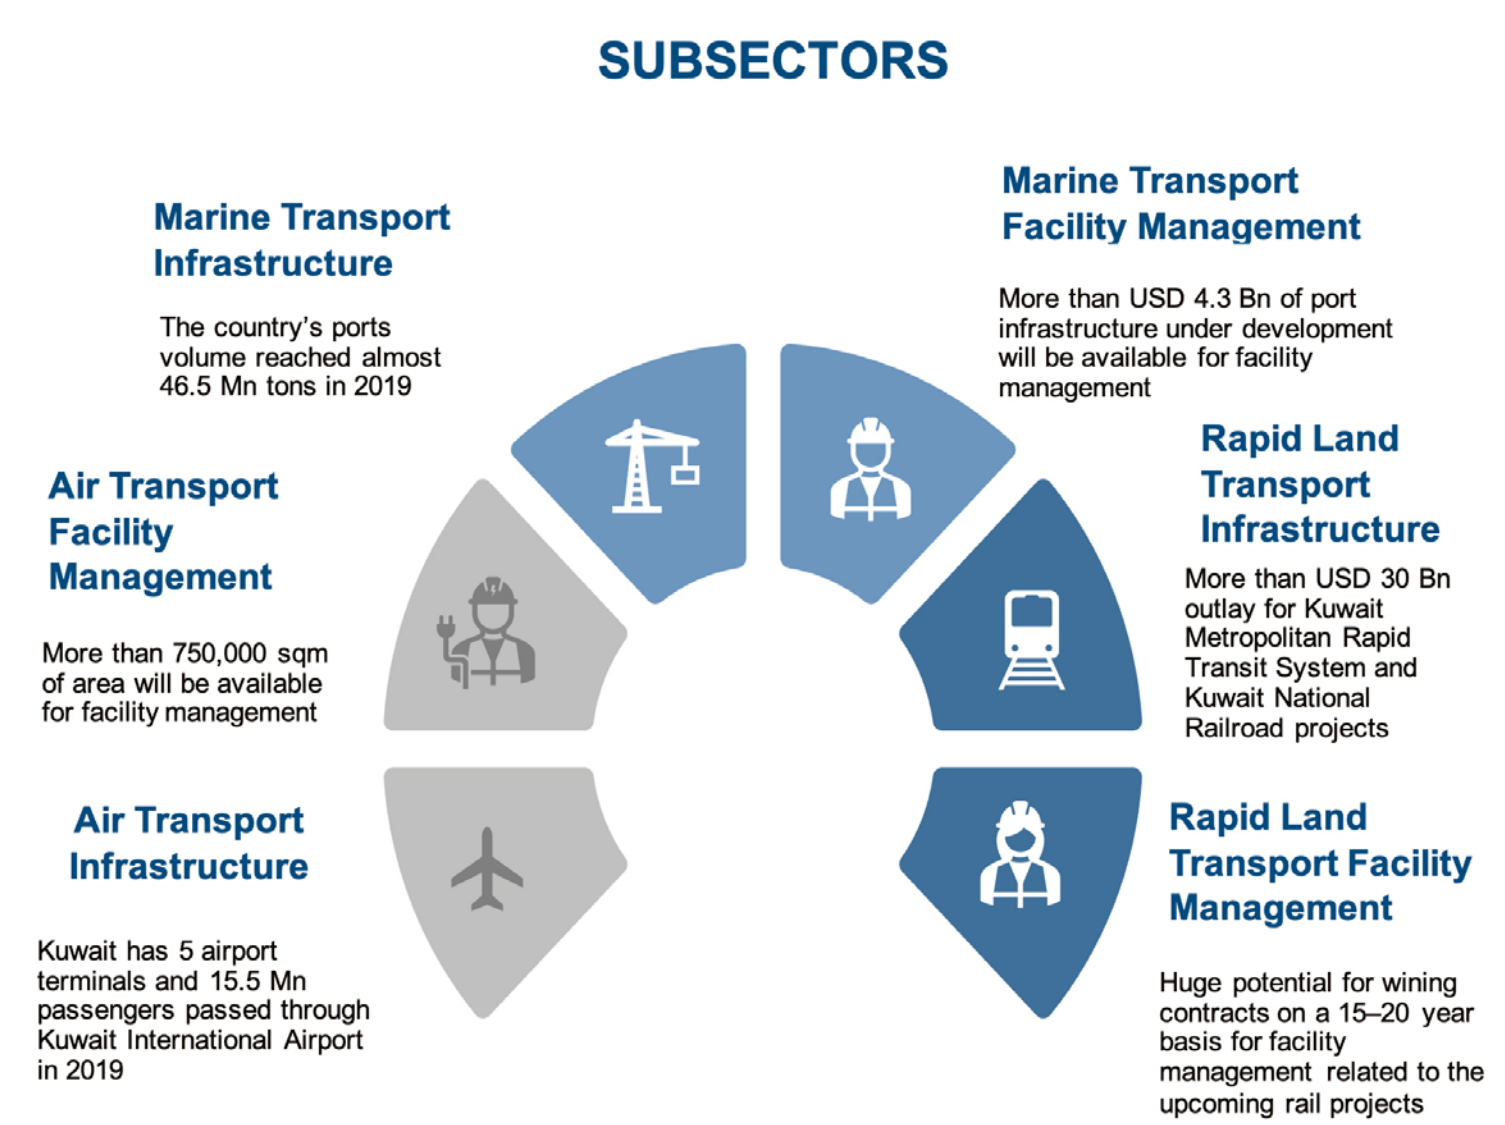 SUBSECTORS
Marine Transport
Infrastructure
The country's ports
volume reached almost
46.5 Mn tons in 2019
Marine Transport
Facility Management
More than USD 4.3 Bn of port
infrastructure under development
will be available for facility
management
Air Transport
Facility
Management
More than 750,000 sqm
of area will be available
for facility management
Rapid Land
Transport
Infrastructure
More than USD 30 Bn
outlay for Kuwait
Metropolitan Rapid
Transit System and
Kuwait National
Railroad projects
Air Transport
Infrastructure
Kuwait has 5 airport
terminals and 15.5 Mn
passengers passed through
Kuwait International Airport
in 2019
Rapid Land
Transport Facility
Management
Huge potential for wining
contracts on a 15–20 year
basis for facility
management related to the
upcoming rail projects